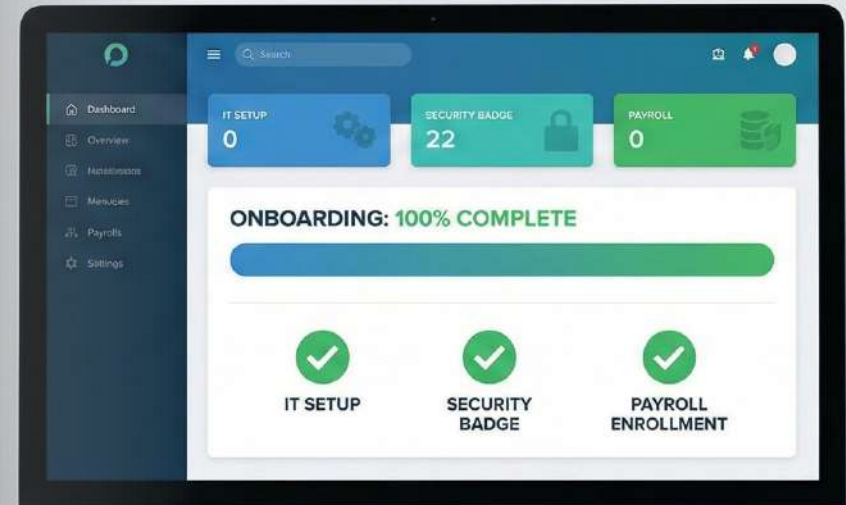 Search
Dashboard
Overview
Payrolls
Settings
IT SETUP
0
SECURITY BADGE
22
PAYROLL
0
ONBOARDING: 100% COMPLETE
IT SETUP
SECURITY
BADGE
PAYROLL
ENROLLMENT